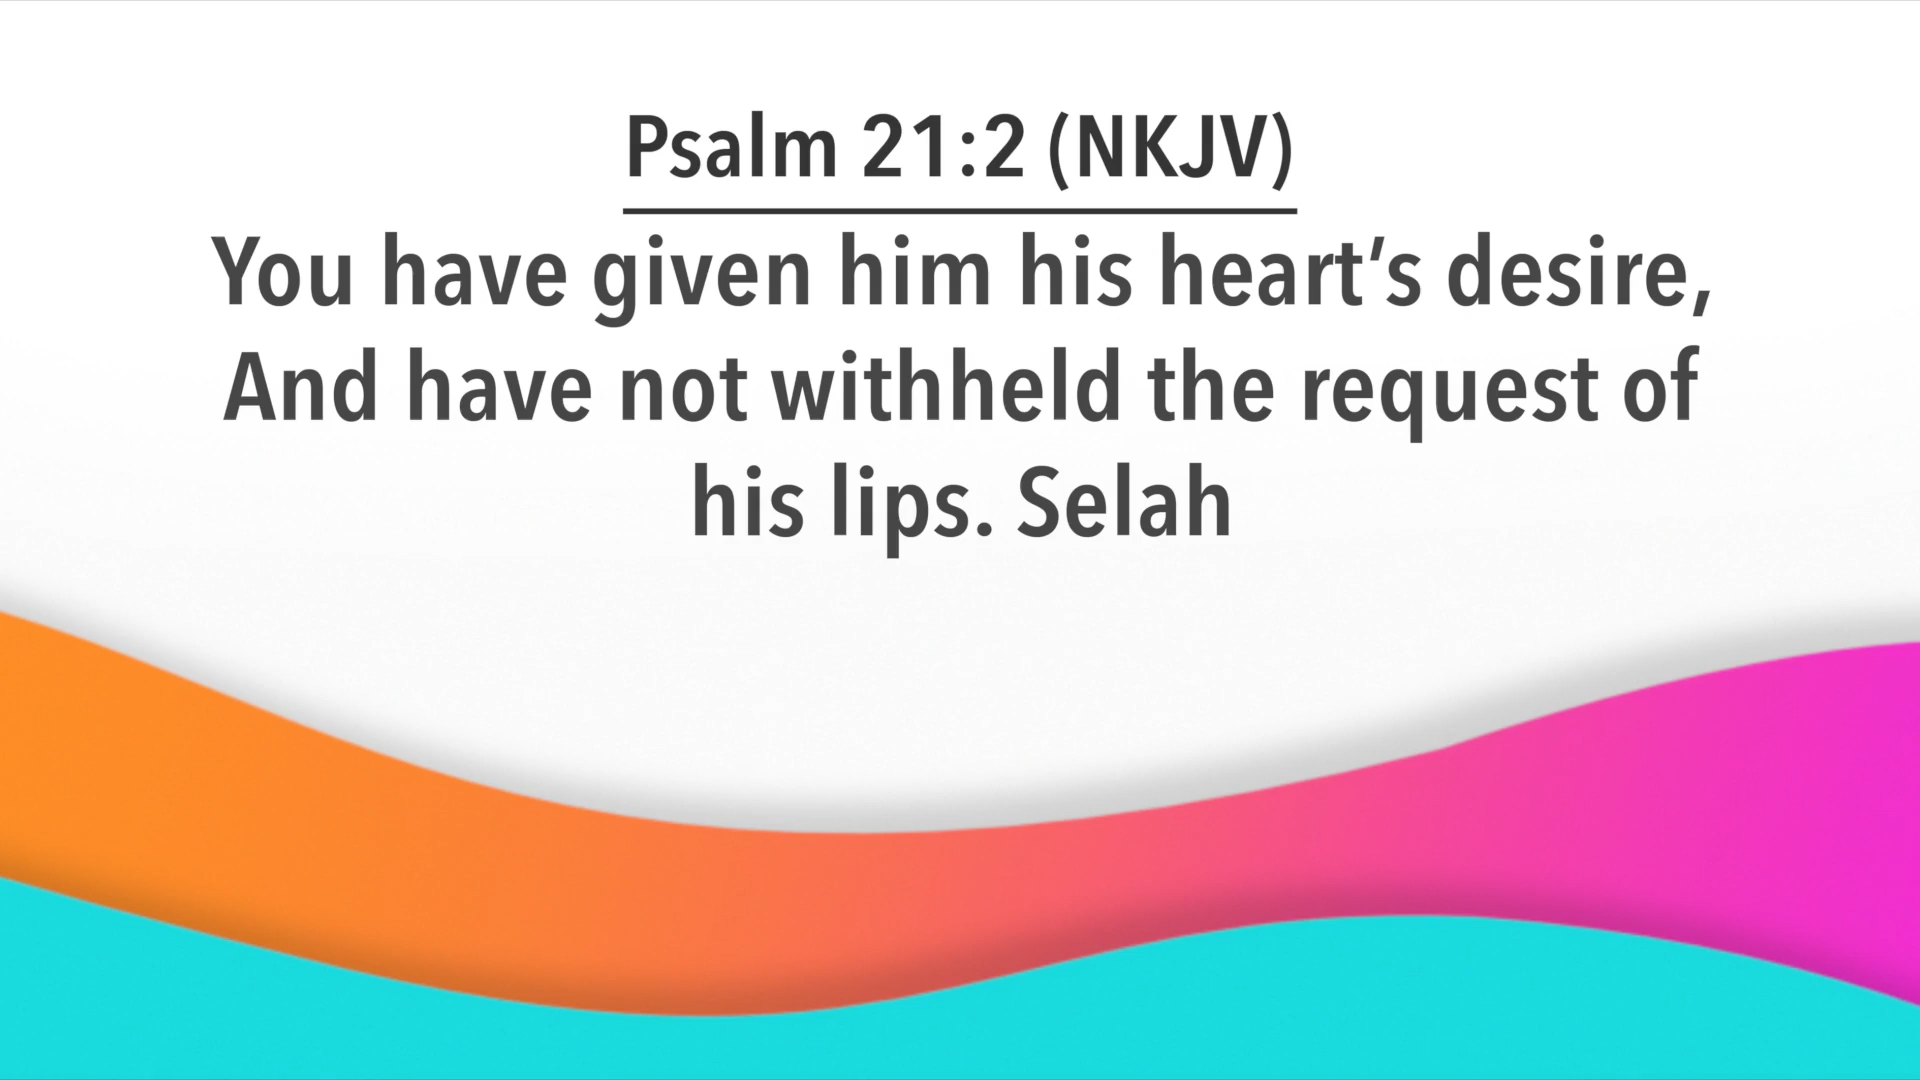 Psalm 21:2 (NKJV)
You have given him his heart’s desire,
And have not withheld the request of
his lips. Selah